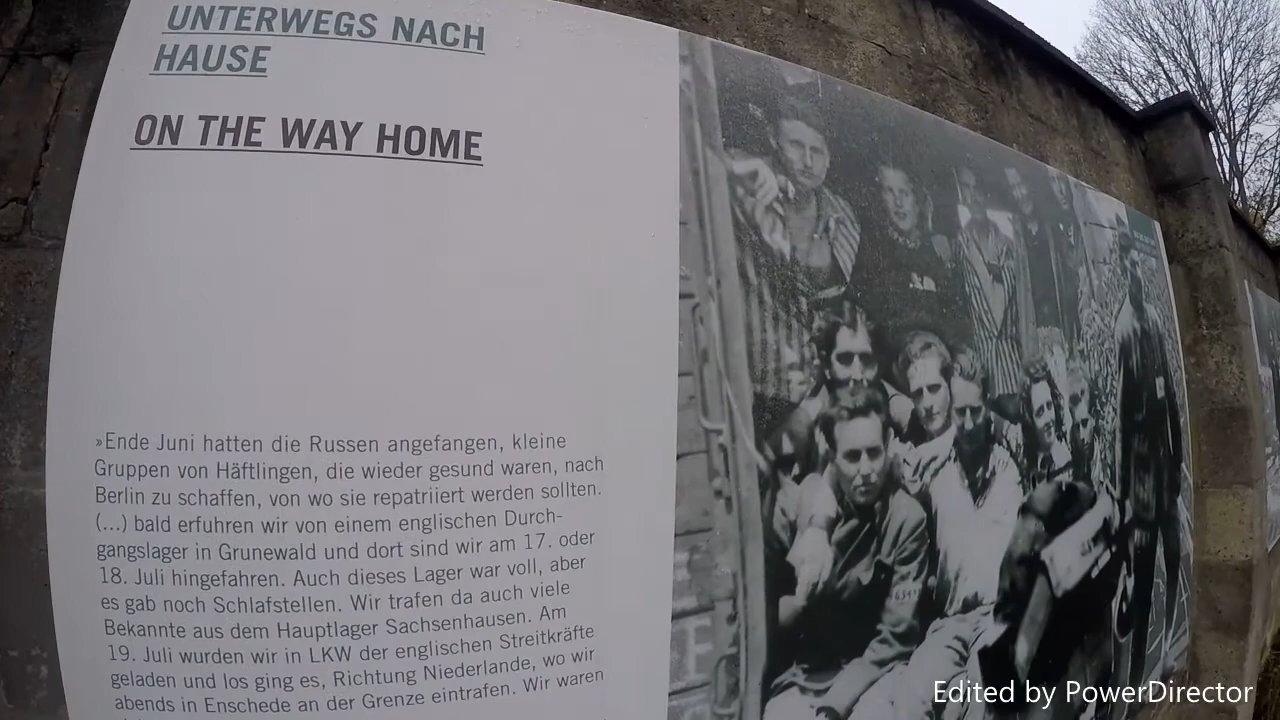 UNTERWEGS NACH
HAUSE
ON THE WAY HOME
»Ende Juni hatten die Russen angefangen, kleine
Gruppen von Häftlingen, die wieder gesund waren, nach
Berlin zu schaffen, von wo sie repatriiert werden sollten.
(...) bald erfuhren wir von einem englischen Durch-
gangslager in Grunewald und dort sind wir am 17. oder
18. Juli hingefahren. Auch dieses Lager war voll, aber
es gab noch Schlafstellen. Wir trafen da auch viele
Bekannte aus dem Hauptlager Sachsenhausen. Am
19. Juli wurden wir in LKW der englischen Streitkräfte
geladen und los ging es, Richtung Niederlande, wo wir
abends in Enschede an der Grenze eintrafen. Wir waren
Edited by PowerDirector